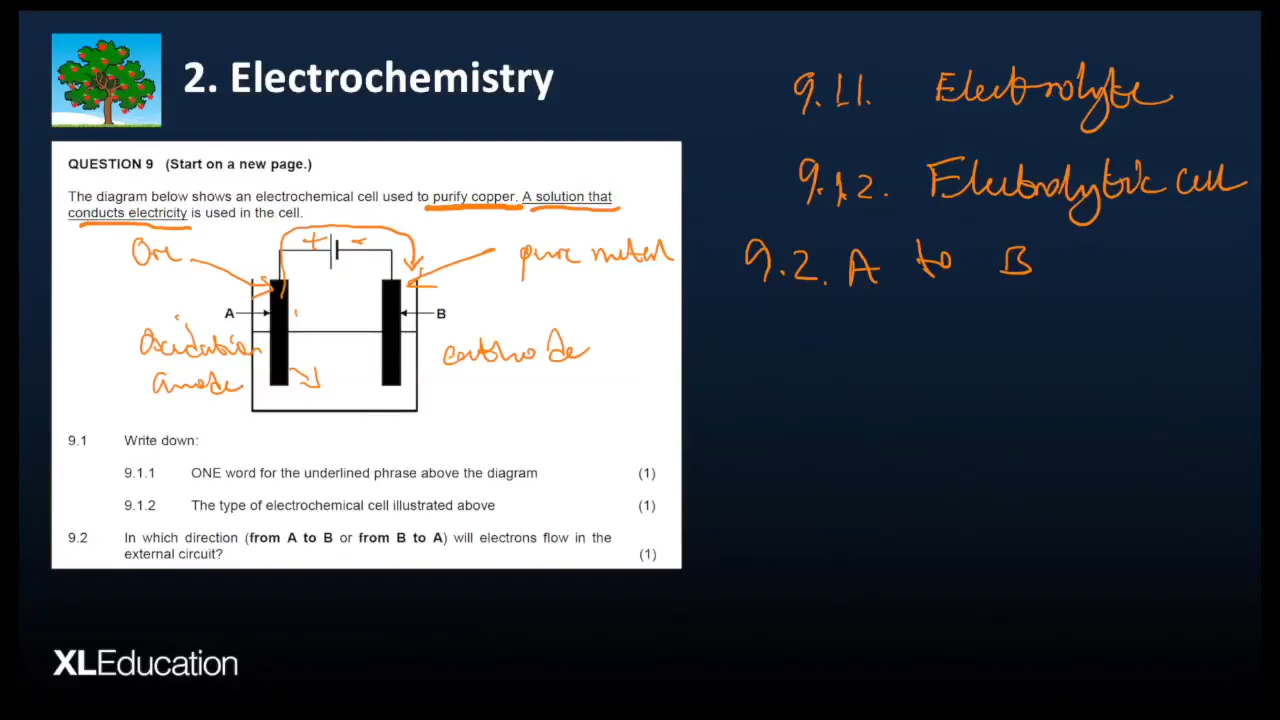 2. Electrochemistry
QUESTION 9 (Start on a new page.)
The diagram below shows an electrochemical cell used to purify copper. A solution that
conducts electricity is used in the cell.
+ -
Ore
pure metal
A
B
Oxidation
anode
cathode
9.1 Write down:
9.1.1 ONE word for the underlined phrase above the diagram (1)
9.1.2 The type of electrochemical cell illustrated above (1)
9.2 In which direction (from A to B or from B to A) will electrons flow in the
external circuit? (1)
9.1.1. Electrolyte
9.1.2. Electrolytic cell
9.2. A to B
XLEducation